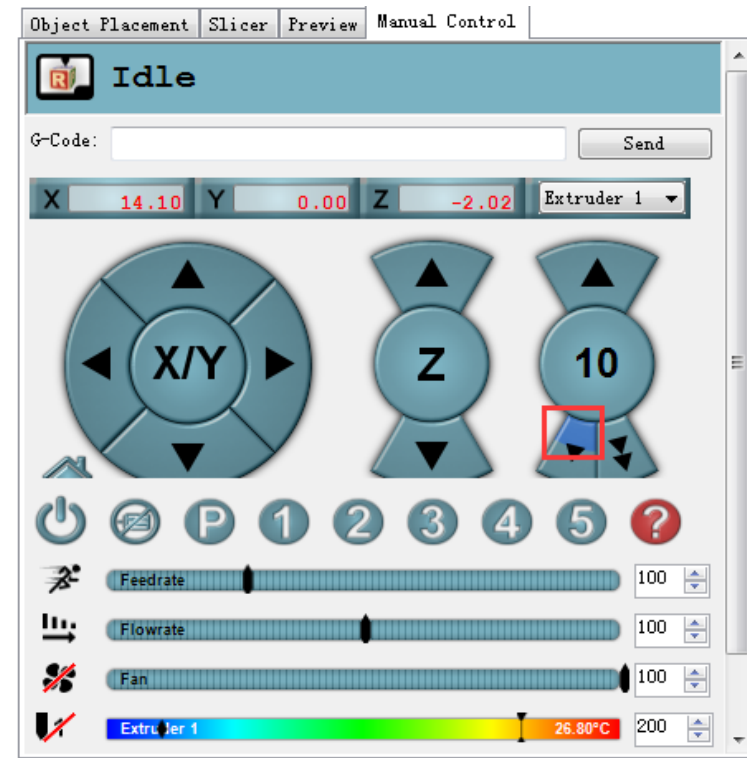 Object Placement Slicer Preview Manual Control
R Idle
G-Code: Send
X 14.10 Y 0.00 Z -2.02 Extruder 1
X/Y Z 10
P 1 2 3 4 5 ?
Feedrate 100
Flowrate 100
Fan 100
1 Extruder 1 26.80°C 200